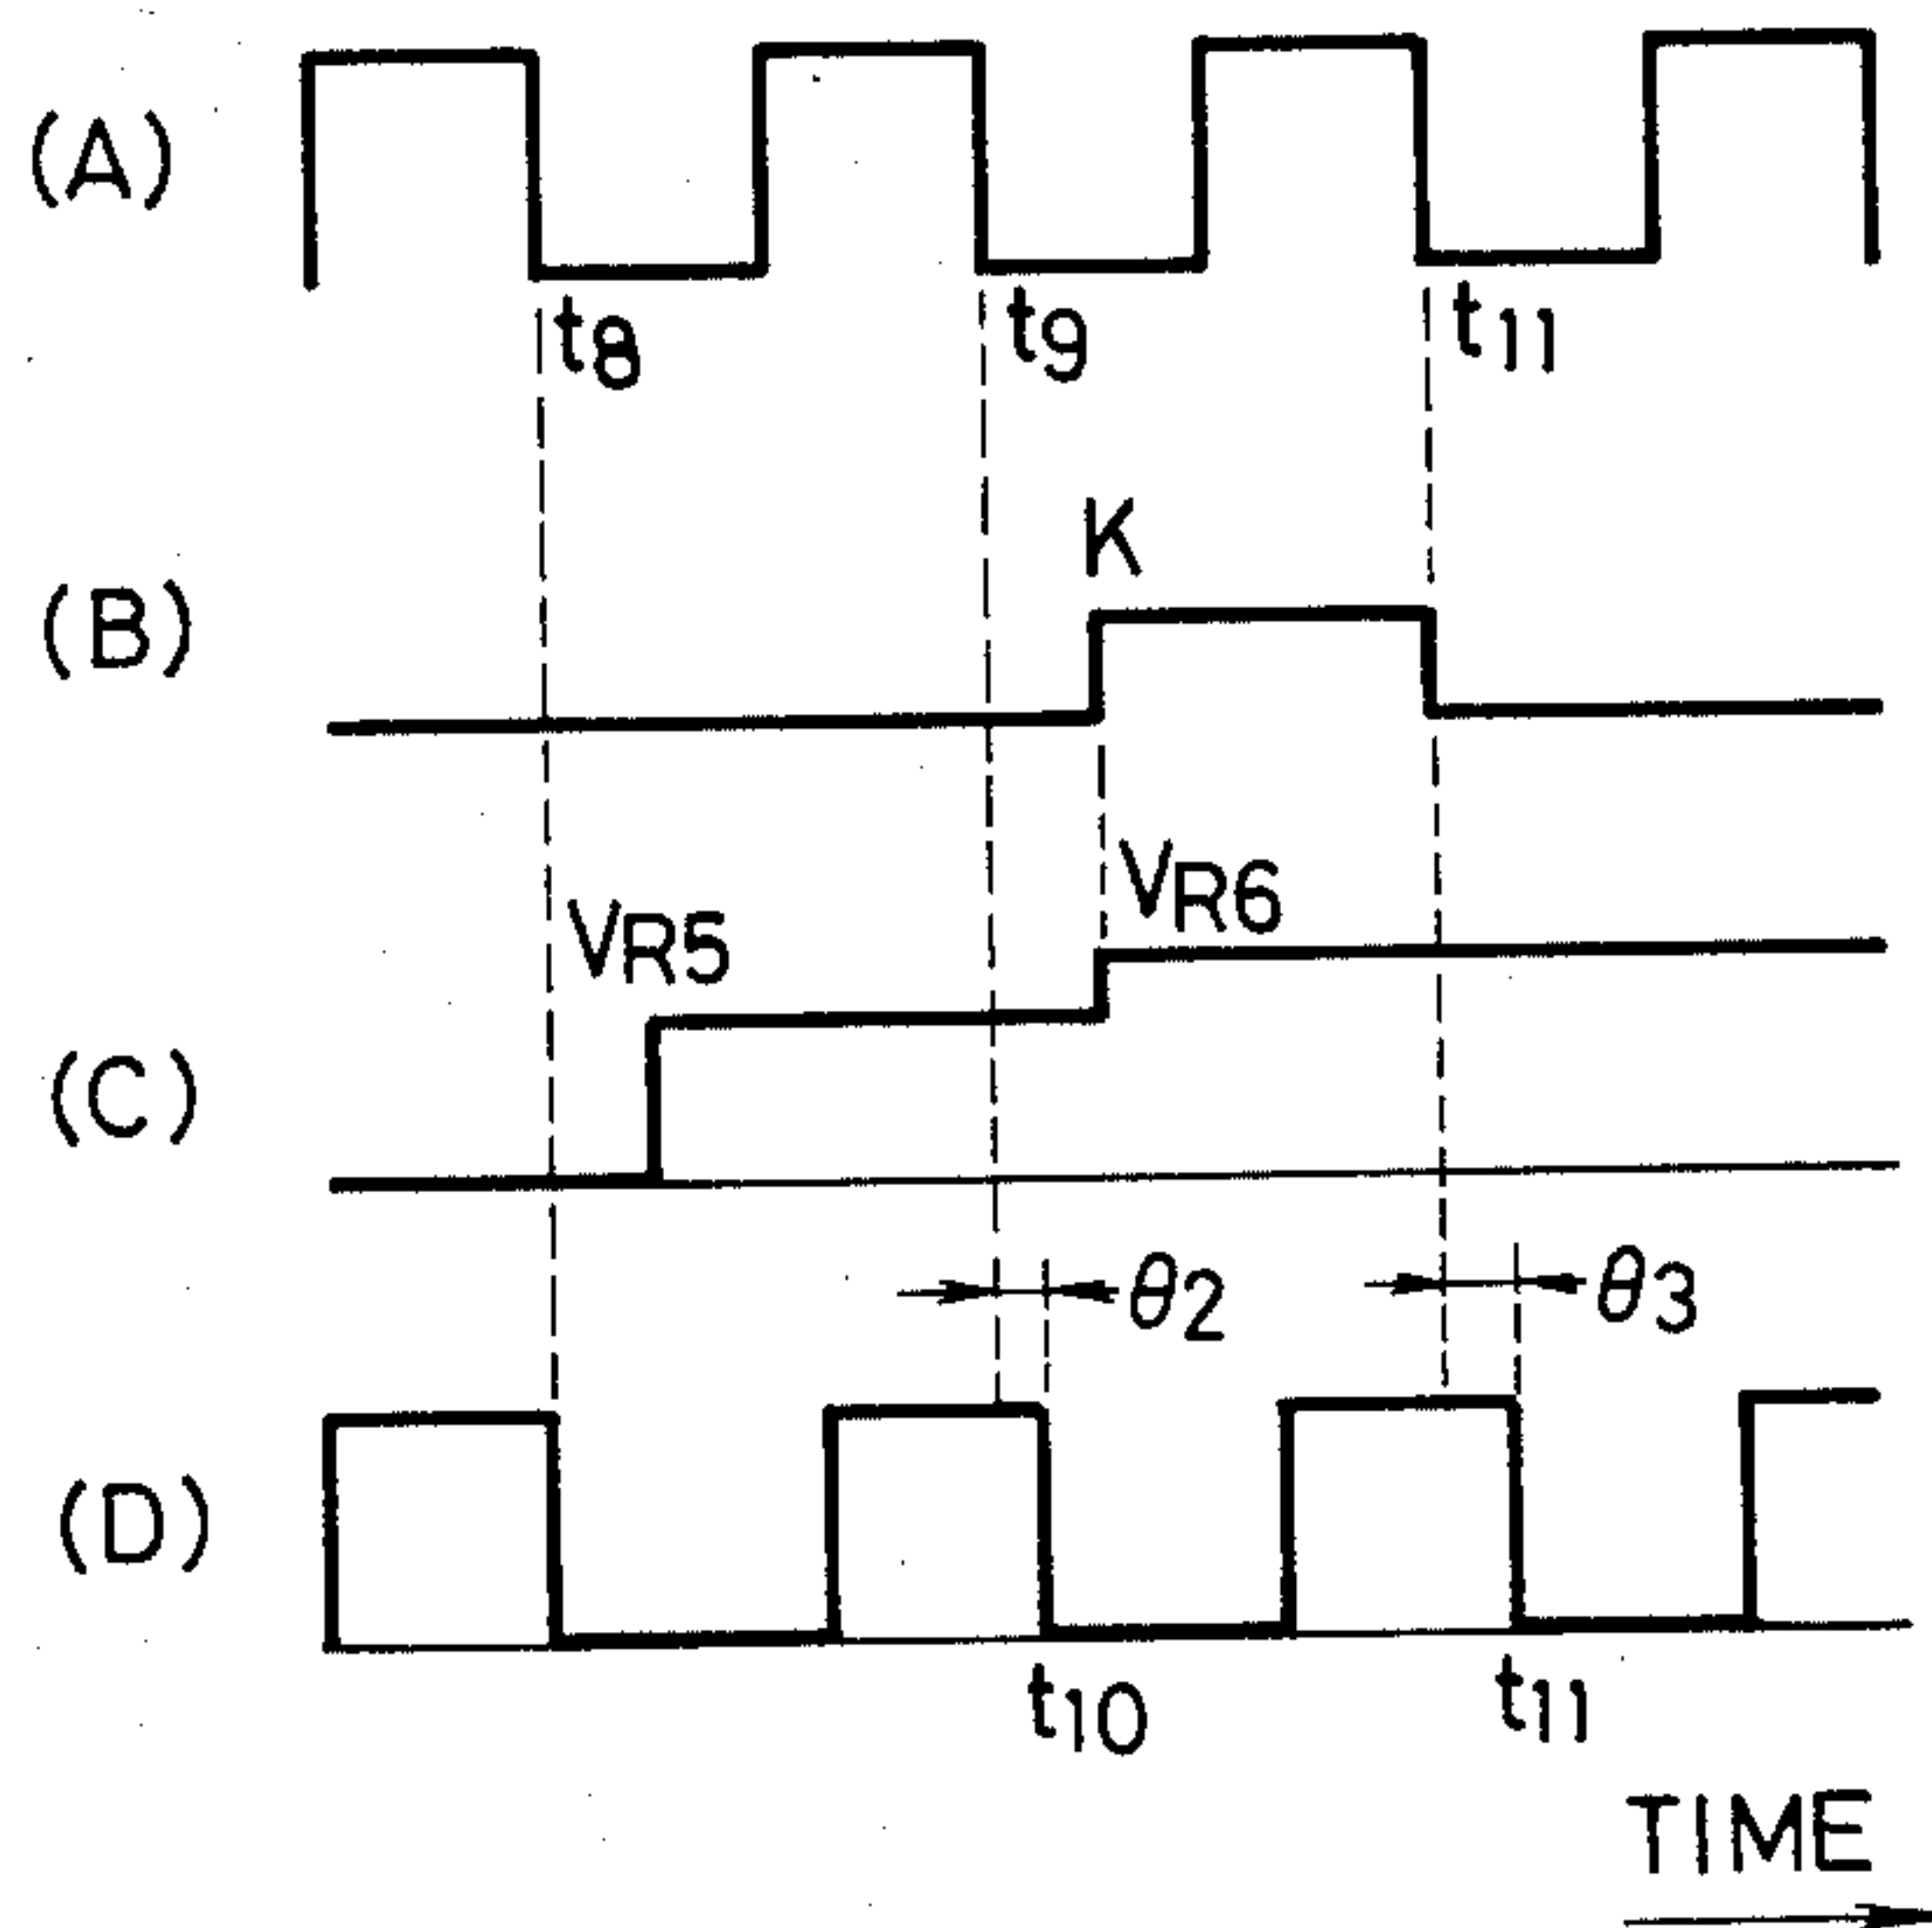 (A)
t8 t9 t11
K
(B)
VR5 VR6
(C)
θ2 θ3
(D)
t10 t11
TIME